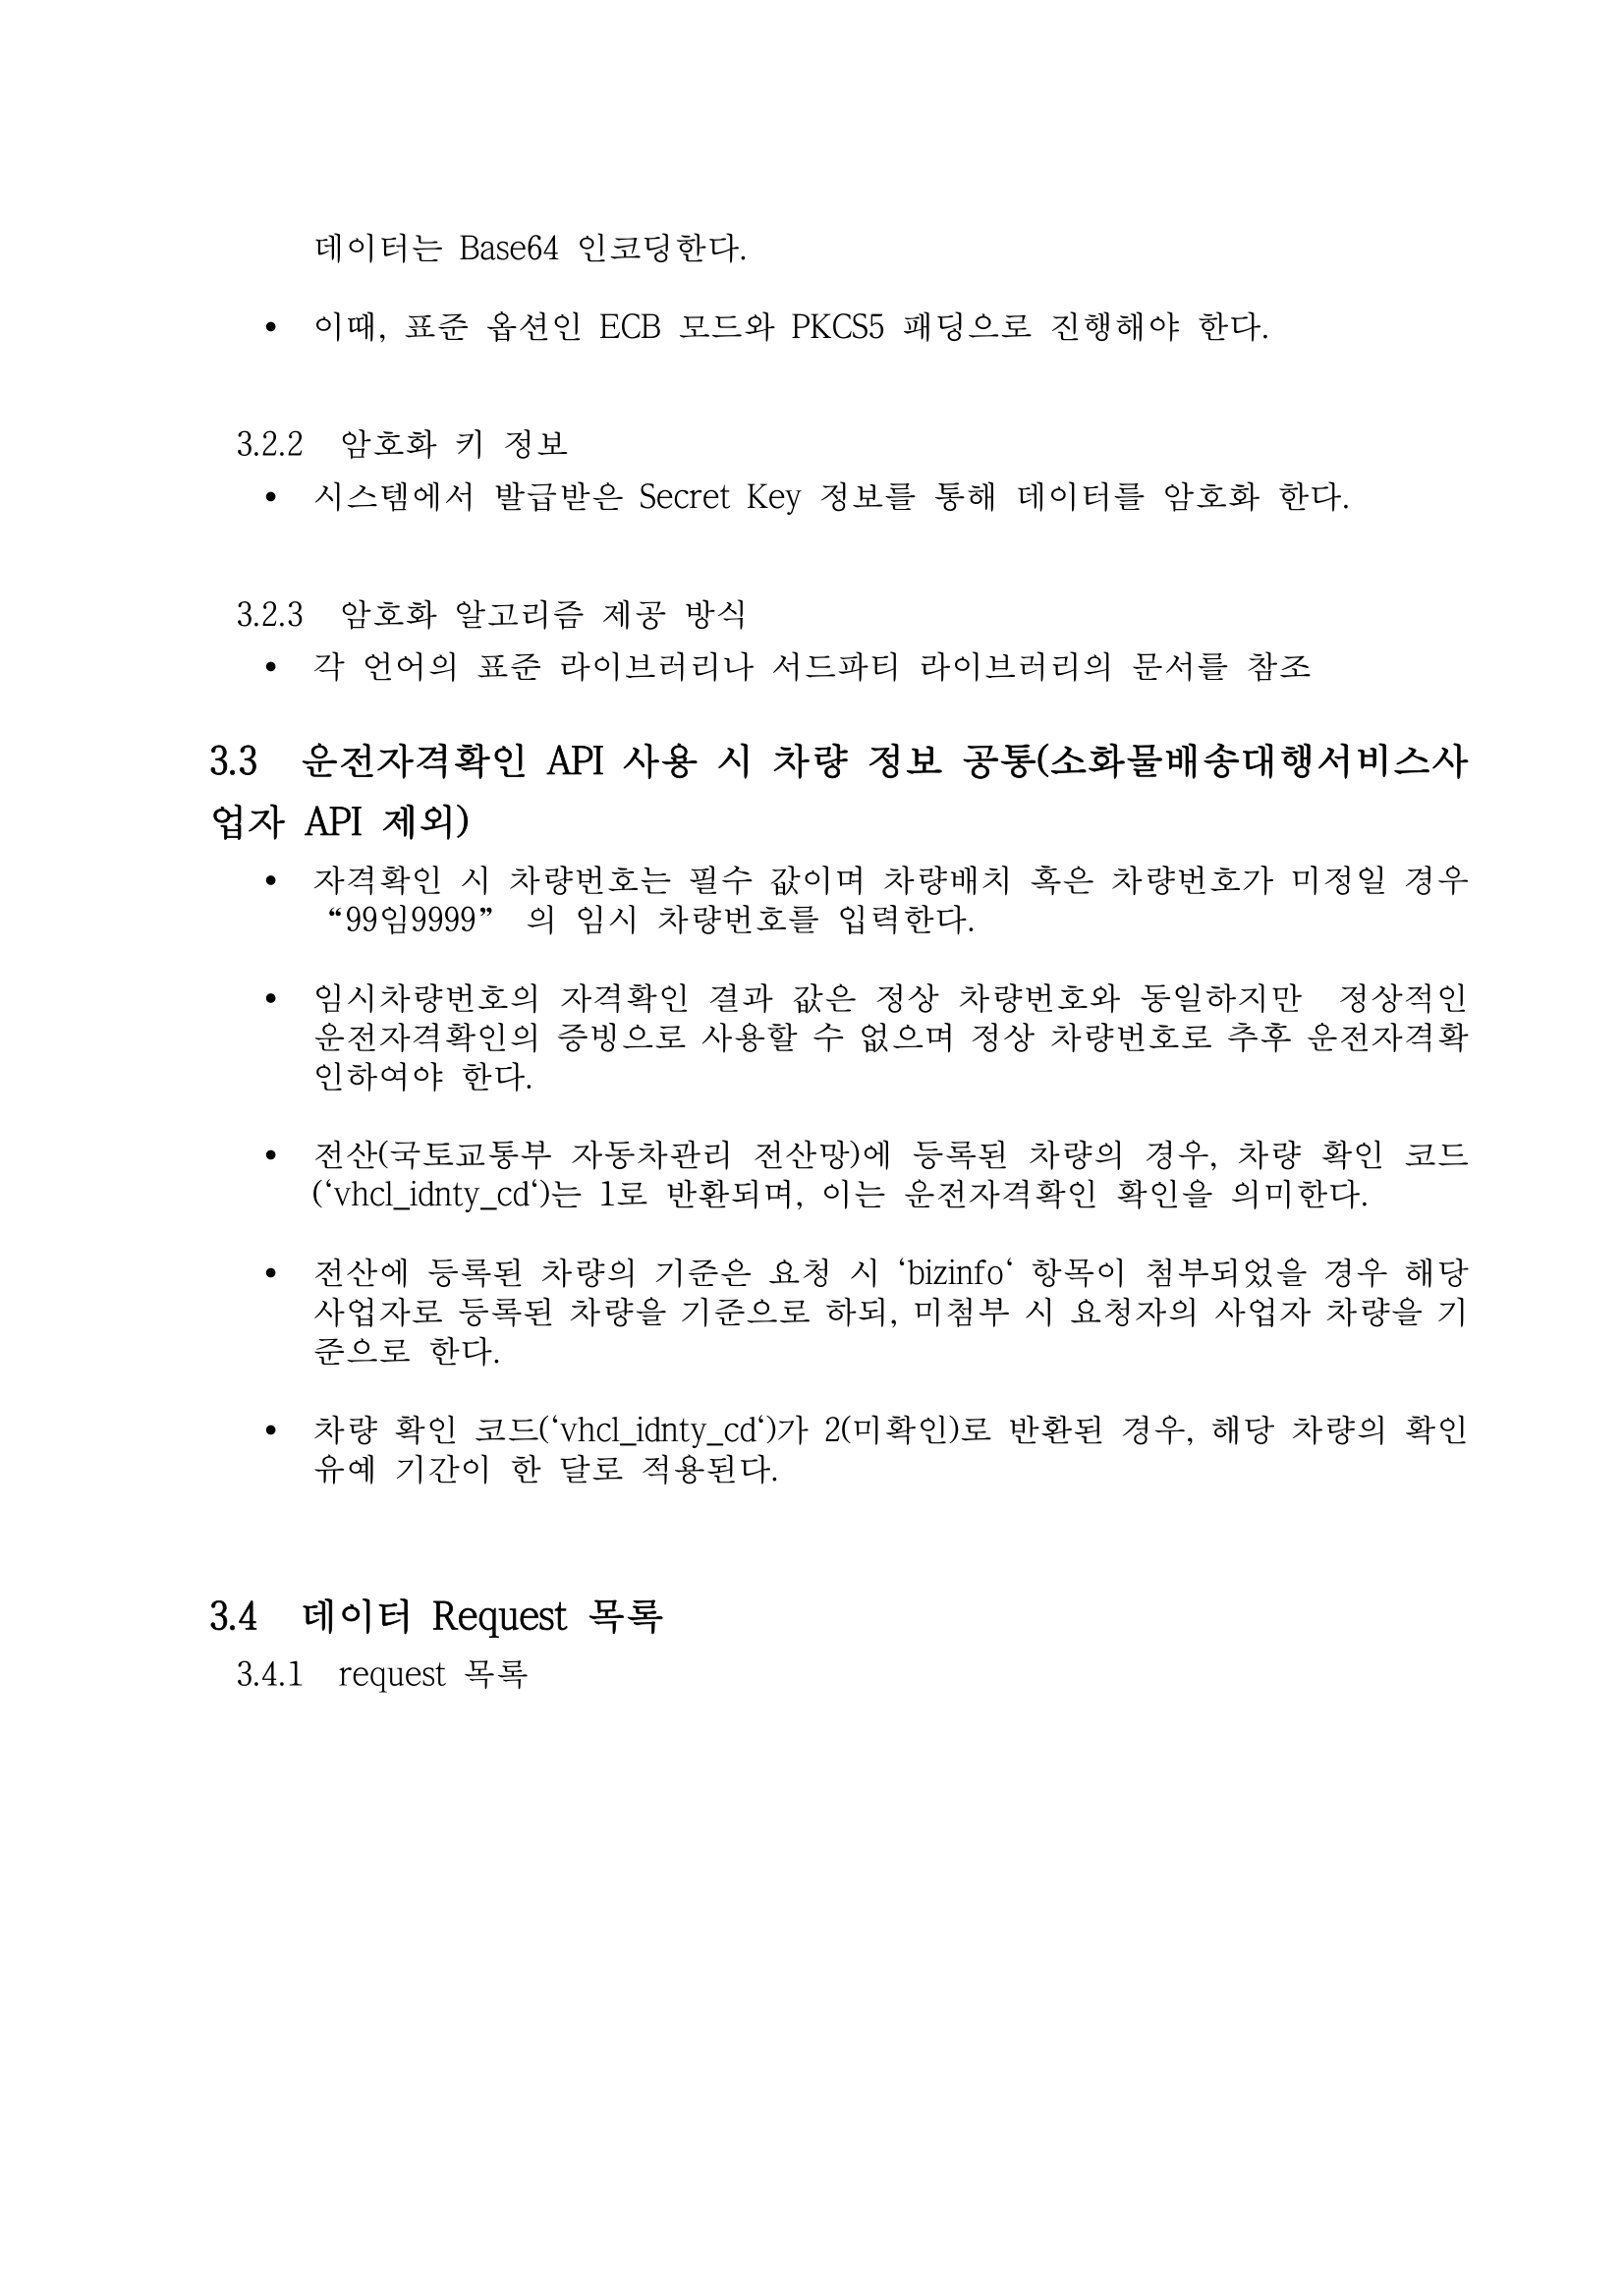 데이터는 Base64 인코딩한다.
• 이때, 표준 옵션인 ECB 모드와 PKCS5 패딩으로 진행해야 한다.
3.2.2 암호화 키 정보
• 시스템에서 발급받은 Secret Key 정보를 통해 데이터를 암호화 한다.
3.2.3 암호화 알고리즘 제공 방식
• 각 언어의 표준 라이브러리나 서드파티 라이브러리의 문서를 참조
3.3 운전자격확인 API 사용 시 차량 정보 공통(소화물배송대행서비스사
업자 API 제외)
• 자격확인 시 차량번호는 필수 값이며 차량배치 혹은 차량번호가 미정일 경우
“99임9999” 의 임시 차량번호를 입력한다.
• 임시차량번호의 자격확인 결과 값은 정상 차량번호와 동일하지만 정상적인
운전자격확인의 증빙으로 사용할 수 없으며 정상 차량번호로 추후 운전자격확
인하여야 한다.
• 전산(국토교통부 자동차관리 전산망)에 등록된 차량의 경우, 차량 확인 코드
(‘vhcl_idnty_cd‘)는 1로 반환되며, 이는 운전자격확인 확인을 의미한다.
• 전산에 등록된 차량의 기준은 요청 시 ‘bizinfo‘ 항목이 첨부되었을 경우 해당
사업자로 등록된 차량을 기준으로 하되, 미첨부 시 요청자의 사업자 차량을 기
준으로 한다.
• 차량 확인 코드(‘vhcl_idnty_cd‘)가 2(미확인)로 반환된 경우, 해당 차량의 확인
유예 기간이 한 달로 적용된다.
3.4 데이터 Request 목록
3.4.1 request 목록